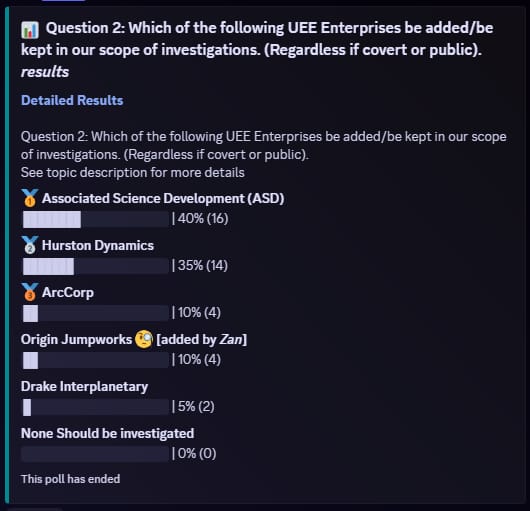 📊 Question 2: Which of the following UEE Enterprises be added/be
kept in our scope of investigations. (Regardless if covert or public).
results
Detailed Results
Question 2: Which of the following UEE Enterprises be added/be kept in our scope
of investigations. (Regardless if covert or public).
See topic description for more details
🥇 Associated Science Development (ASD)
| 40% (16)
🥈 Hurston Dynamics
| 35% (14)
🥉 ArcCorp
| 10% (4)
Origin Jumpworks 🧐 [added by Zan]
| 10% (4)
Drake Interplanetary
| 5% (2)
None Should be investigated
| 0% (0)
This poll has ended